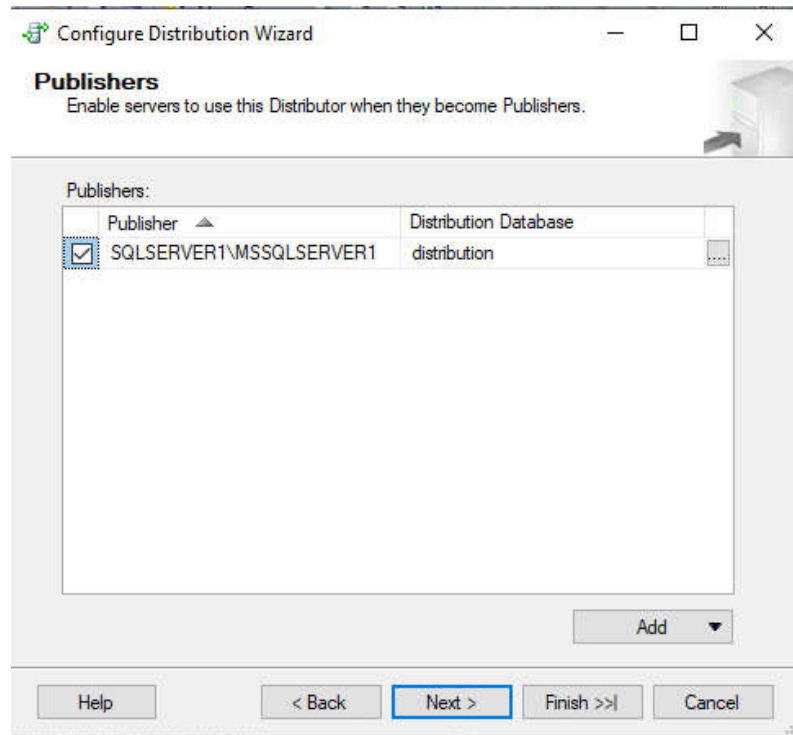 Configure Distribution Wizard
Publishers
Enable servers to use this Distributor when they become Publishers.
Publishers:
Publisher Distribution Database
SQLSERVER1\MSSQLSERVER1 distribution
....
Add
Help < Back Next > Finish >>| Cancel